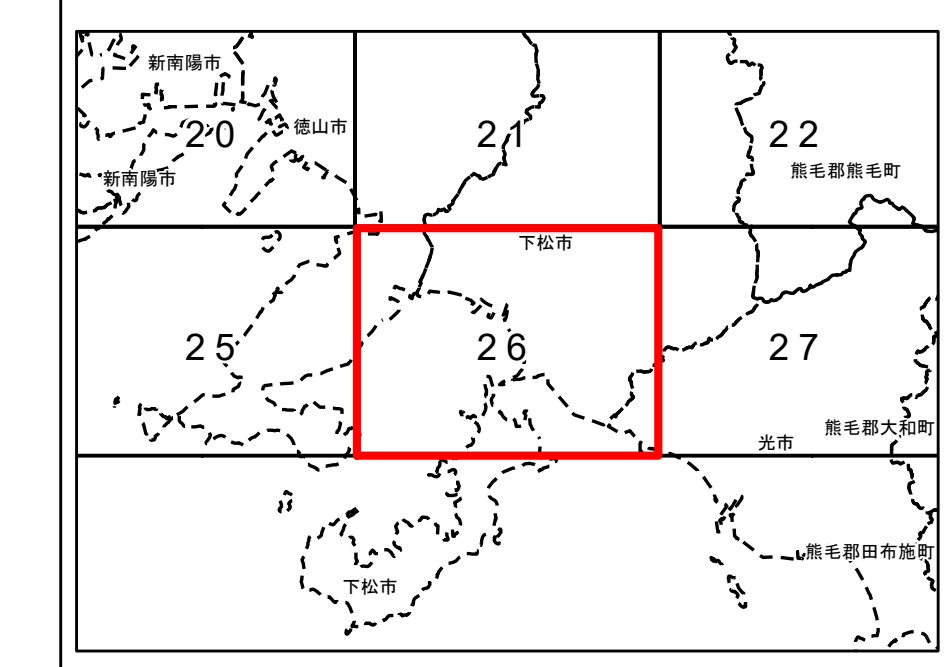 新南陽市
20
徳山市
新南陽市
21
22
熊毛郡熊毛町
下松市
25
26
27
熊毛郡大和町
光市
熊毛郡田布施町
下松市